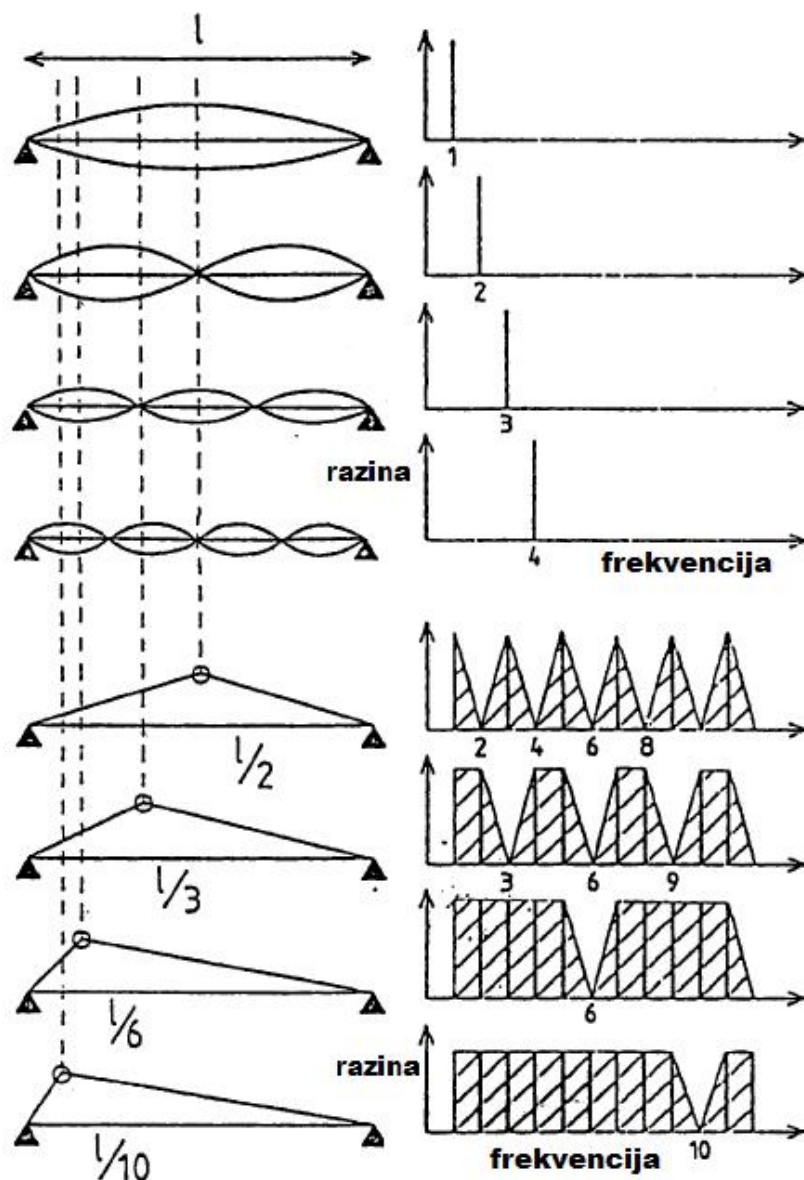 l
1
2
3
razina
4
frekvencija
l/2
2 4 6 8
l/3
3 6 9
l/6
6
razina
l/10
10
frekvencija